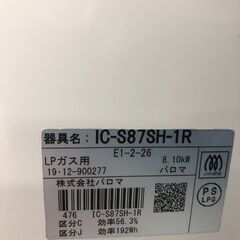 器具名: IC-S87SH-1R
E1-2-26
LPガス用 8.10kW
19・12-900277 パロマ
株式会社パロマ
476 IC-S87SH-1R
区分C 効率56.3%
区分J 効率192Wh
PS
LPG